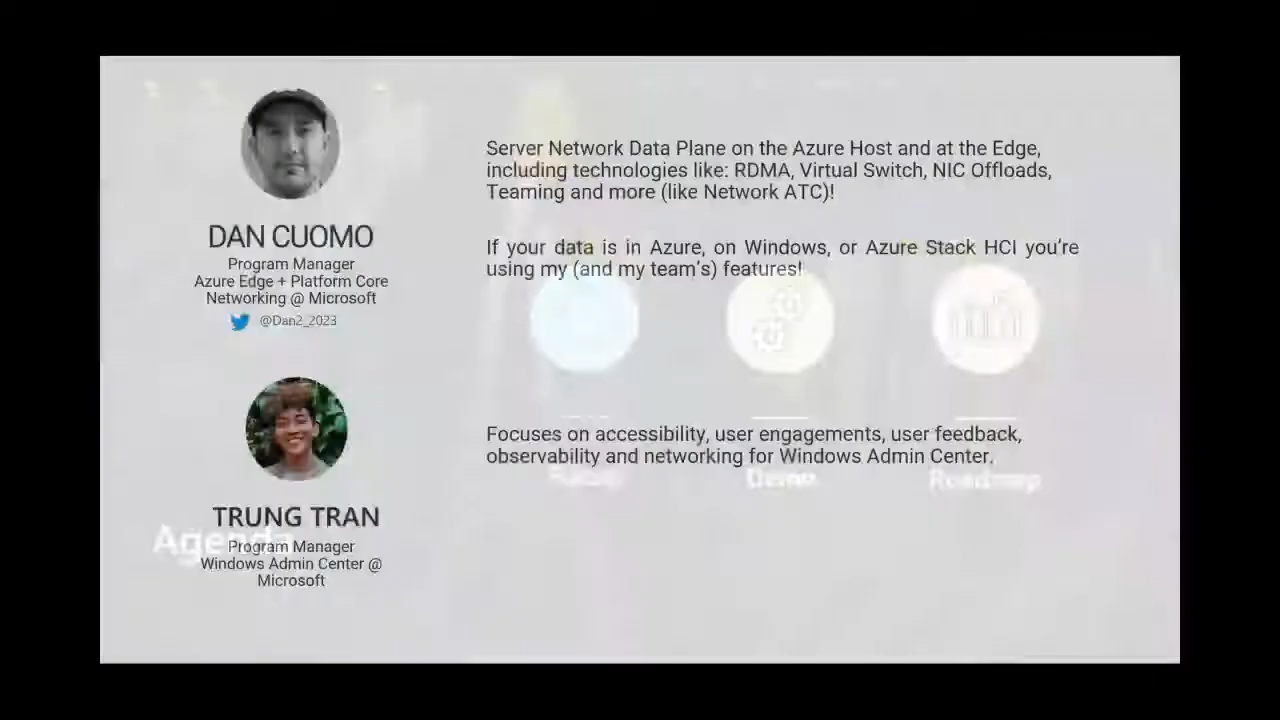 DAN CUOMO
Program Manager
Azure Edge + Platform Core
Networking @ Microsoft
@Dan2_2023
Server Network Data Plane on the Azure Host and at the Edge,
including technologies like: RDMA, Virtual Switch, NIC Offloads,
Teaming and more (like Network ATC)!
If your data is in Azure, on Windows, or Azure Stack HCI you’re
using my (and my team’s) features!
TRUNG TRAN
Program Manager
Windows Admin Center @
Microsoft
Focuses on accessibility, user engagements, user feedback,
observability and networking for Windows Admin Center.
Demo
Roadmap
Agenda